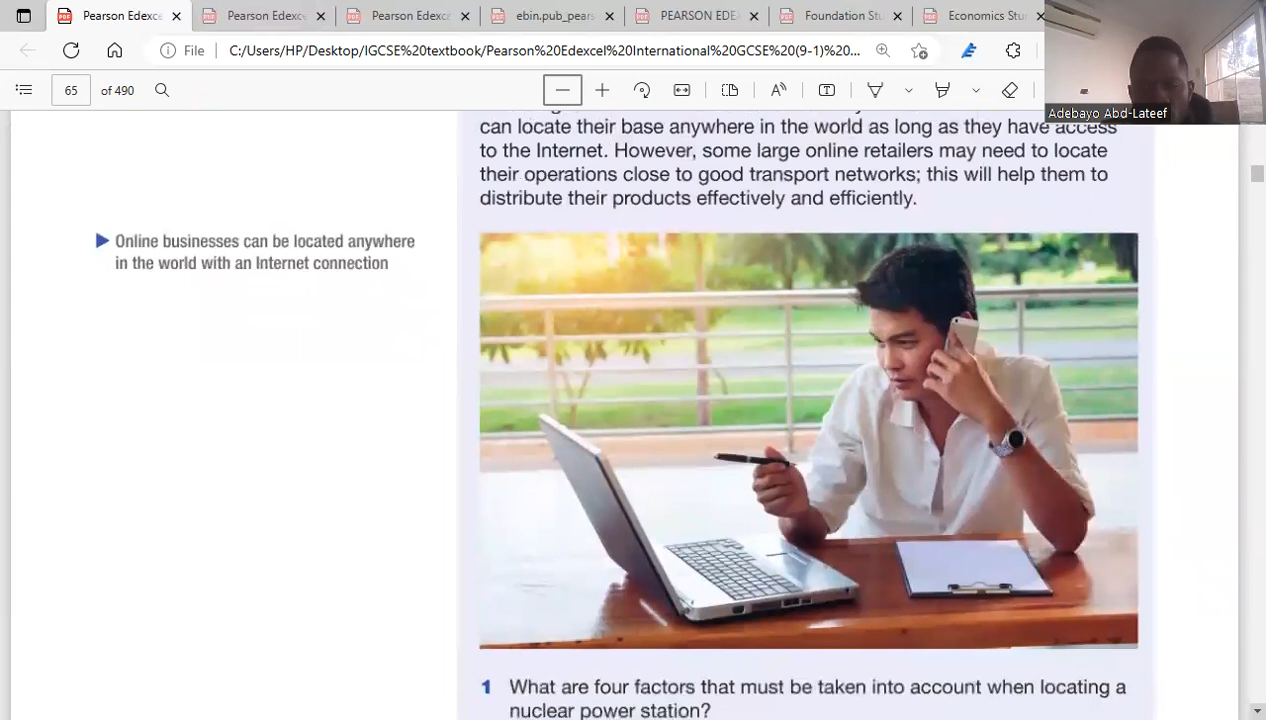 Pearson Edexce
Pearson Edexce
Pearson Edexce
ebin.pub_pears
PEARSON EDE
Foundation Stu
Economics Stu
File
C:/Users/HP/Desktop/IGCSE%20textbook/Pearson%20Edexcel%20International%20GCSE%20(9-1)%20...
65 of 490
Adebayo Abd-Lateef
can locate their base anywhere in the world as long as they have access
to the Internet. However, some large online retailers may need to locate
their operations close to good transport networks; this will help them to
distribute their products effectively and efficiently.
Online businesses can be located anywhere
in the world with an Internet connection
1 What are four factors that must be taken into account when locating a
nuclear power station?